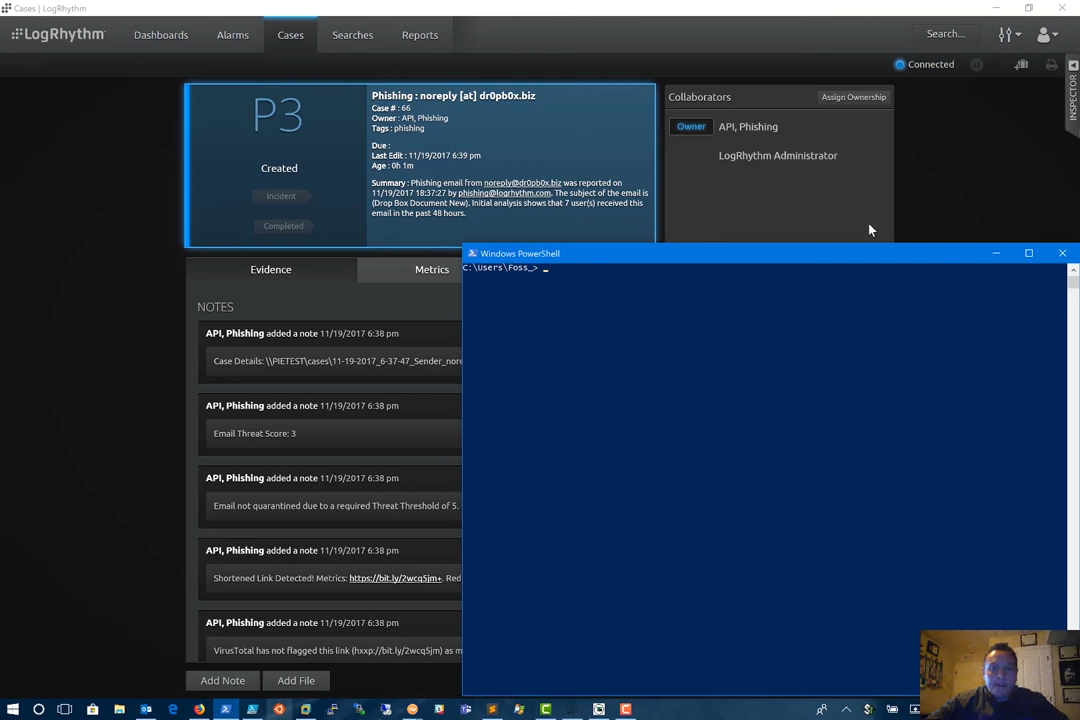 Cases | LogRhythm
LogRhythm
Dashboards
Alarms
Cases
Searches
Reports
Search...
Connected
INSPECTOR
P3
Created
Incident
Completed
Phishing : noreply [at] dr0pb0x.biz
Case # : 66
Owner : API, Phishing
Tags : phishing
Due :
Last Edit : 11/19/2017 6:39 pm
Age : 0h 1m
Summary : Phishing email from noreply@dr0pb0x.biz was reported on
11/19/2017 18:37:27 by phishing@logrhythm.com. The subject of the email is
(Drop Box Document New). Initial analysis shows that 7 user(s) received this
email in the past 48 hours.
Collaborators
Assign Ownership
Owner API, Phishing
LogRhythm Administrator
Evidence
Metrics
NOTES
API, Phishing added a note 11/19/2017 6:38 pm
Case Details: \\PIETEST\cases\11-19-2017_6-37-47_Sender_nore
API, Phishing added a note 11/19/2017 6:38 pm
Email Threat Score: 3
API, Phishing added a note 11/19/2017 6:38 pm
Email not quarantined due to a required Threat Threshold of 5.
API, Phishing added a note 11/19/2017 6:38 pm
Shortened Link Detected! Metrics: https://bit.ly/2wcq5jm+. Red
API, Phishing added a note 11/19/2017 6:38 pm
VirusTotal has not flagged this link (hxxp://bit.ly/2wcq5jm) as m
Add Note
Add File
Windows PowerShell
C:\Users\Foss_> _